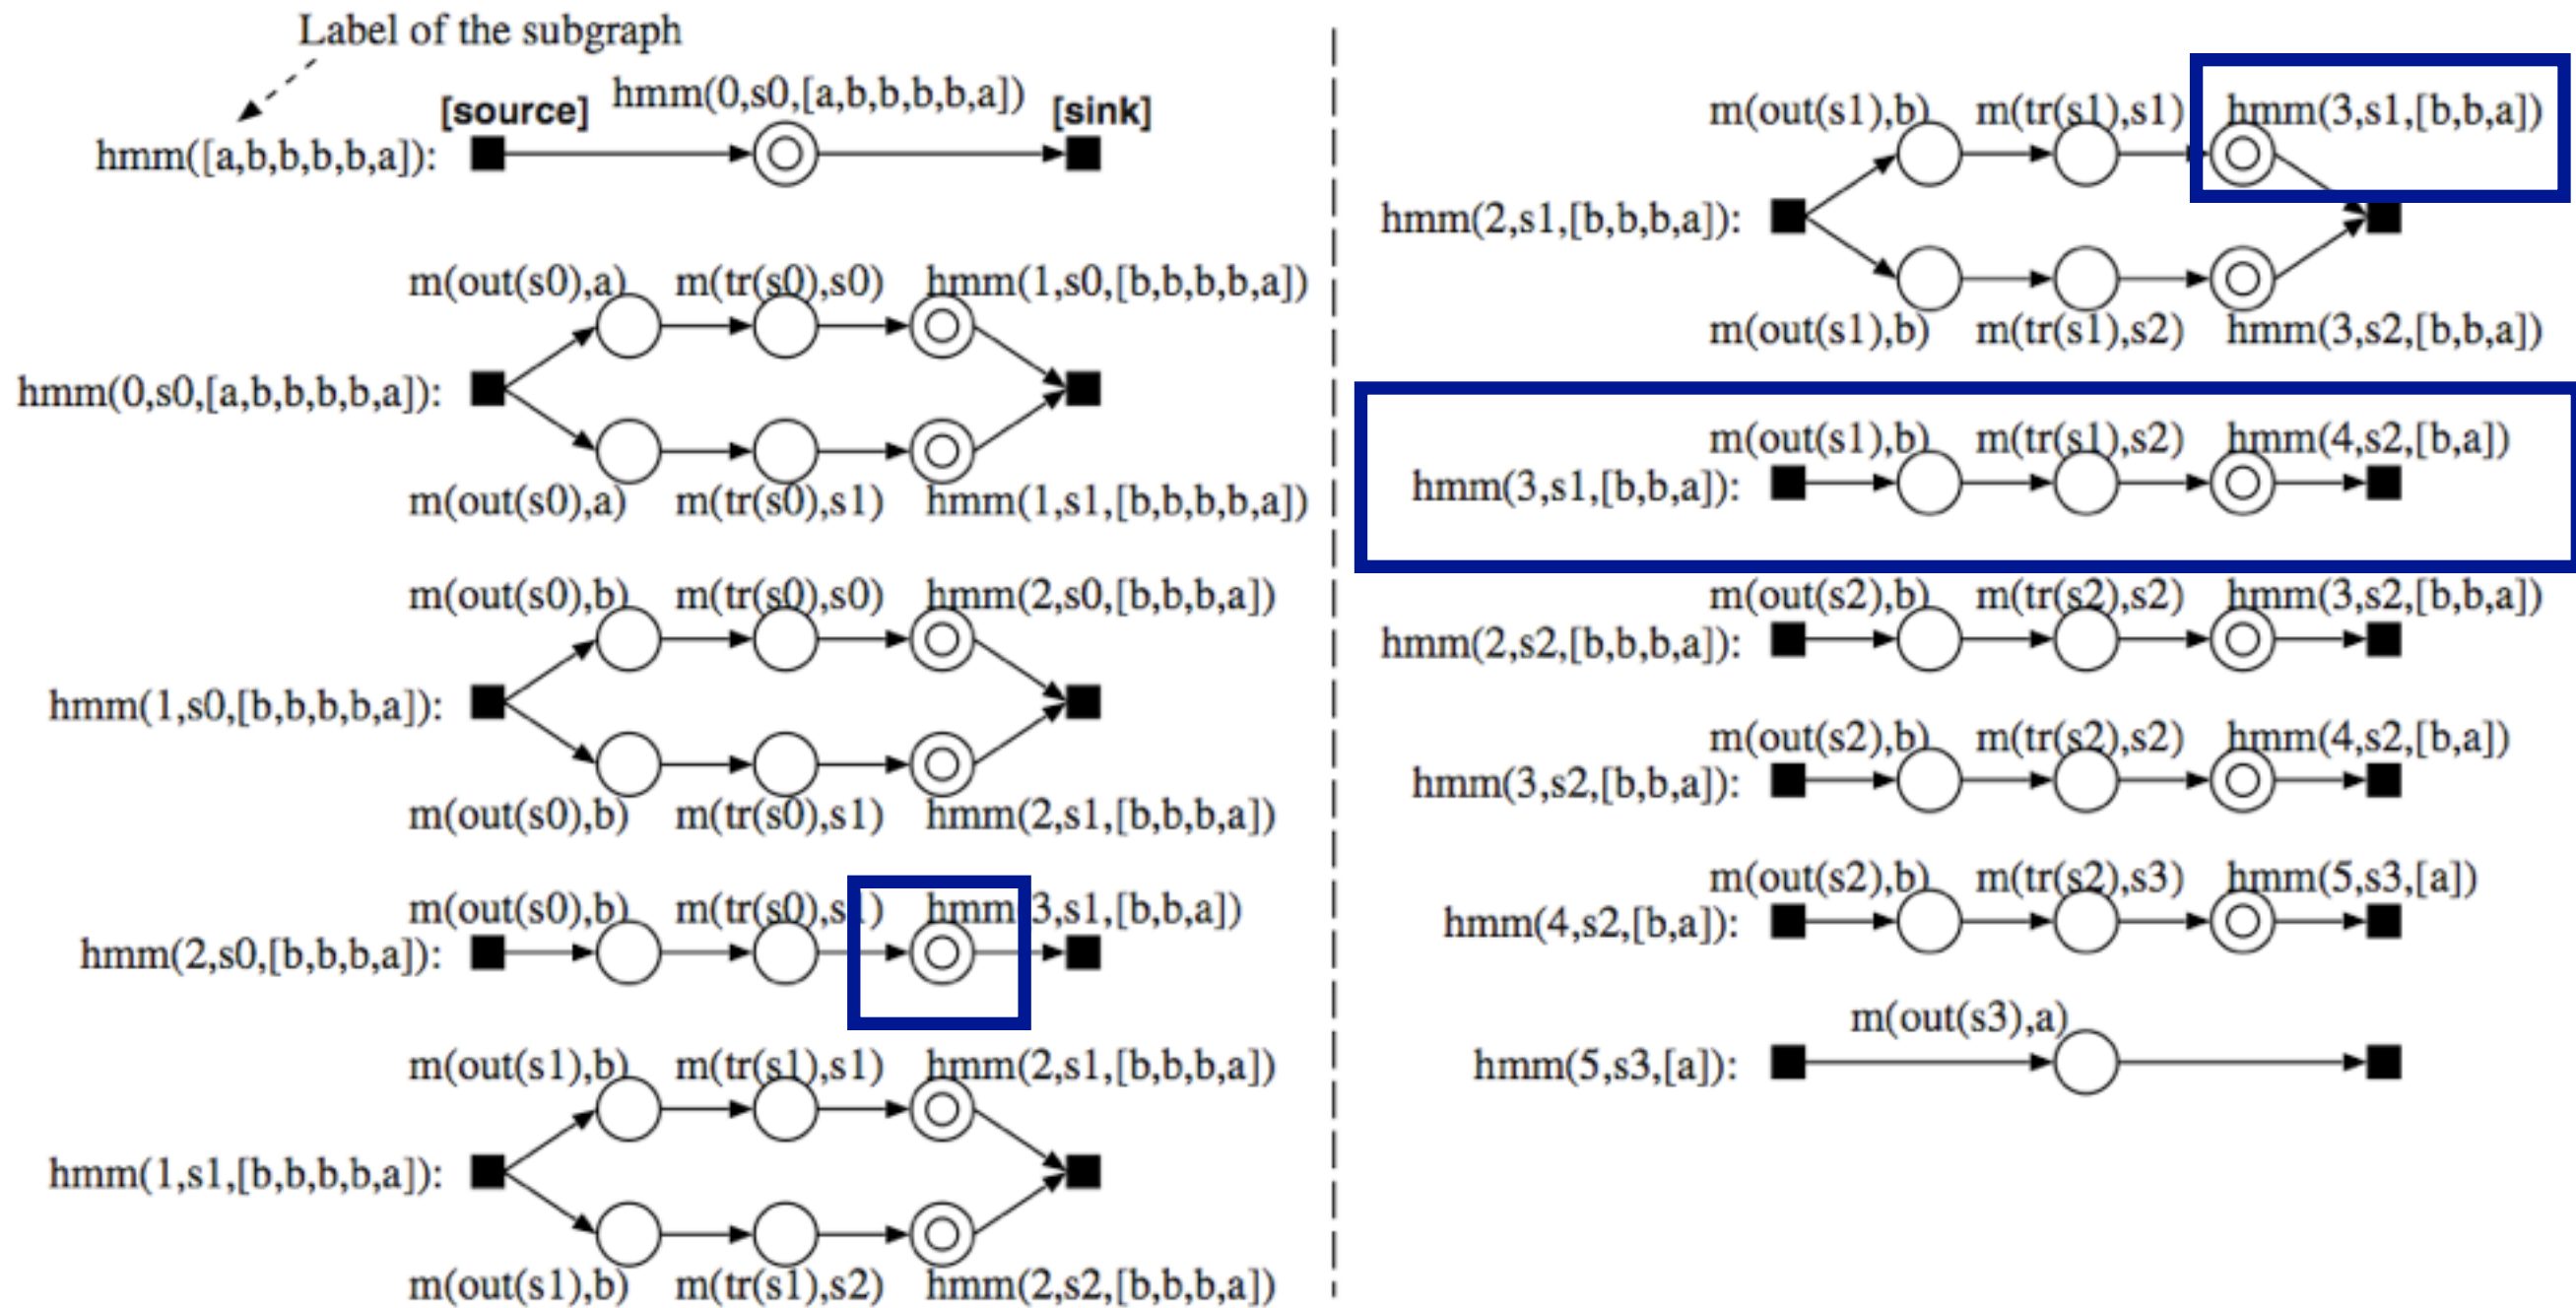 Label of the subgraph
[source] hmm(0,s0,[a,b,b,b,b,a]) [sink]
hmm([a,b,b,b,b,a]):
m(out(s0),a) m(tr(s0),s0) hmm(1,s0,[b,b,b,b,a])
hmm(0,s0,[a,b,b,b,b,a]):
m(out(s0),a) m(tr(s0),s1) hmm(1,s1,[b,b,b,b,a])
m(out(s0),b) m(tr(s0),s0) hmm(2,s0,[b,b,b,a])
hmm(1,s0,[b,b,b,b,a]):
m(out(s0),b) m(tr(s0),s1) hmm(2,s1,[b,b,b,a])
m(out(s0),b) m(tr(s0),s1) hmm(3,s1,[b,b,a])
hmm(2,s0,[b,b,b,a]):
m(out(s1),b) m(tr(s1),s1) hmm(2,s1,[b,b,b,a])
hmm(1,s1,[b,b,b,b,a]):
m(out(s1),b) m(tr(s1),s2) hmm(2,s2,[b,b,b,a])
m(out(s1),b) m(tr(s1),s1) hmm(3,s1,[b,b,a])
hmm(2,s1,[b,b,b,a]):
m(out(s1),b) m(tr(s1),s2) hmm(3,s2,[b,b,a])
m(out(s1),b) m(tr(s1),s2) hmm(4,s2,[b,a])
hmm(3,s1,[b,b,a]):
m(out(s2),b) m(tr(s2),s2) hmm(3,s2,[b,b,a])
hmm(2,s2,[b,b,b,a]):
m(out(s2),b) m(tr(s2),s2) hmm(4,s2,[b,a])
hmm(3,s2,[b,b,a]):
m(out(s2),b) m(tr(s2),s3) hmm(5,s3,[a])
hmm(4,s2,[b,a]):
m(out(s3),a)
hmm(5,s3,[a]):